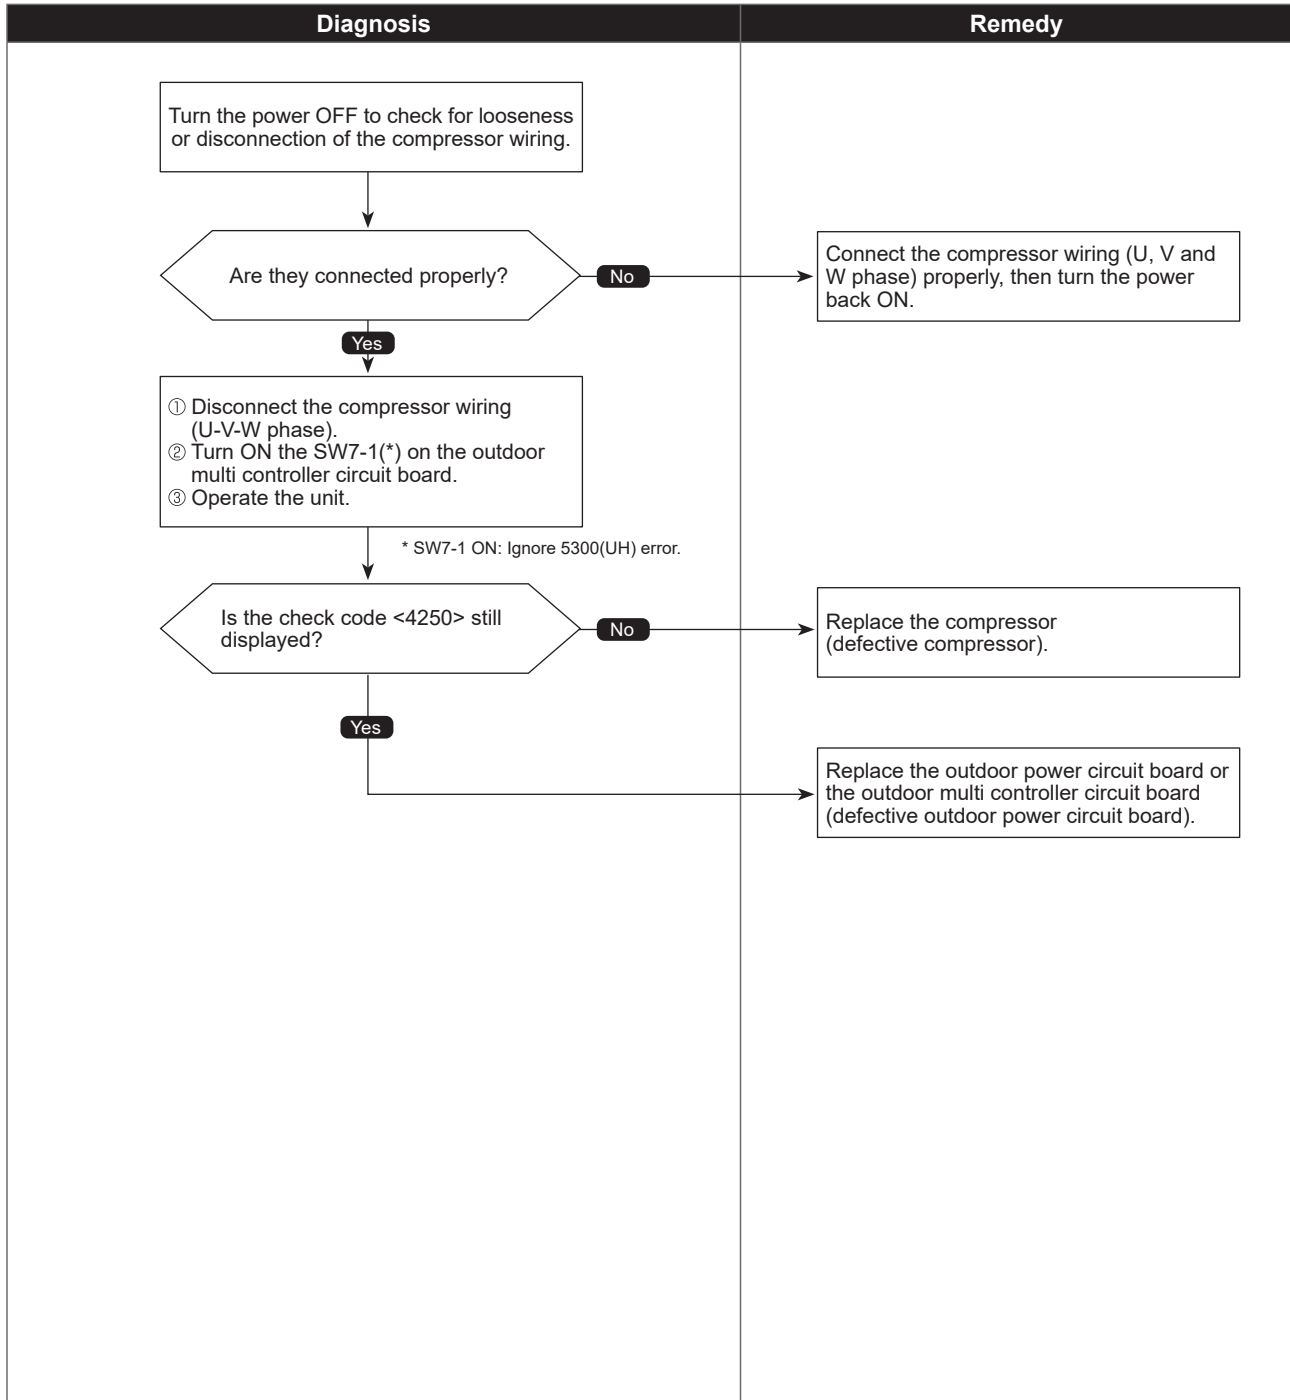 Diagnosis
Remedy
Turn the power OFF to check for looseness
or disconnection of the compressor wiring.
Are they connected properly?
No
Connect the compressor wiring (U, V and
W phase) properly, then turn the power
back ON.
Yes
① Disconnect the compressor wiring
(U-V-W phase).
② Turn ON the SW7-1(*) on the outdoor
multi controller circuit board.
③ Operate the unit.
* SW7-1 ON: Ignore 5300(UH) error.
Is the check code <4250> still
displayed?
No
Replace the compressor
(defective compressor).
Yes
Replace the outdoor power circuit board or
the outdoor multi controller circuit board
(defective outdoor power circuit board).